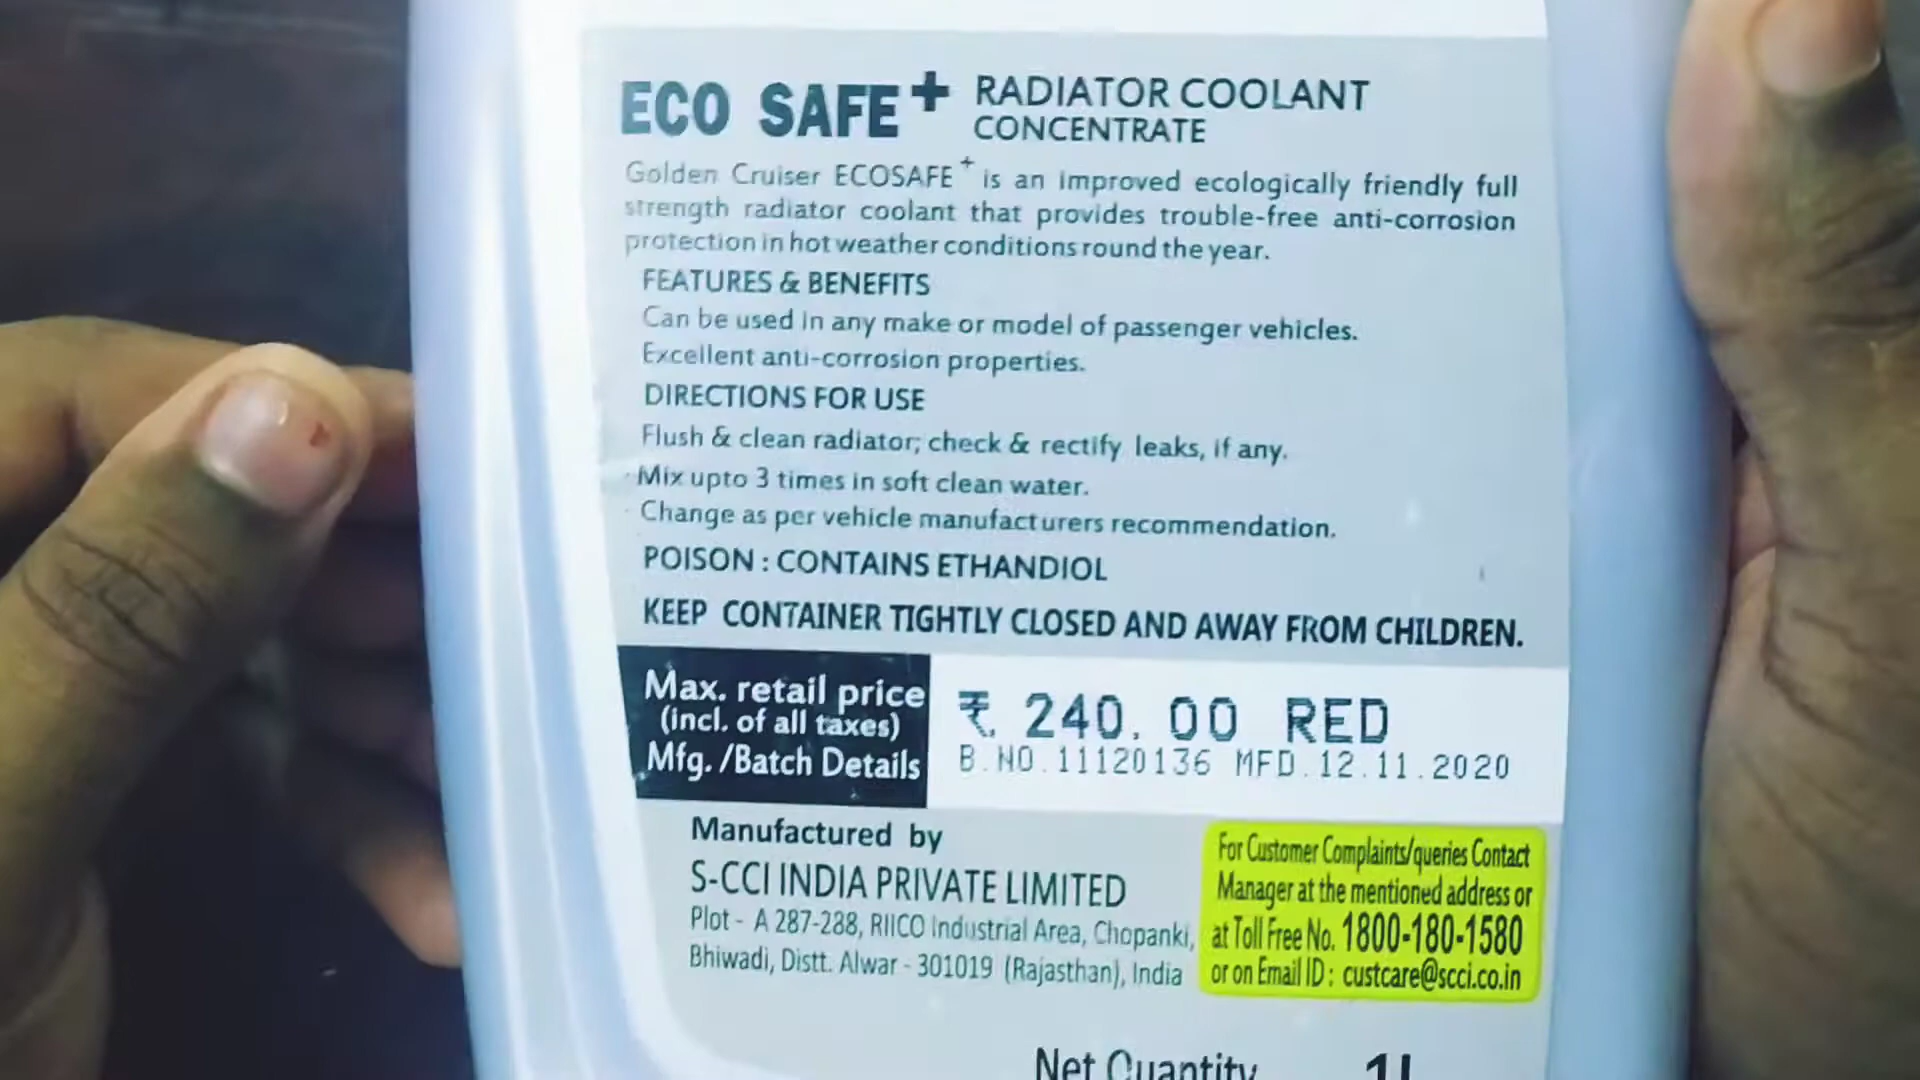 ECO SAFE+ RADIATOR COOLANT
CONCENTRATE
Golden Cruiser ECOSAFE+ is an improved ecologically friendly full
strength radiator coolant that provides trouble-free anti-corrosion
protection in hot weather conditions round the year.
FEATURES & BENEFITS
Can be used in any make or model of passenger vehicles.
Excellent anti-corrosion properties.
DIRECTIONS FOR USE
Flush & clean radiator; check & rectify leaks, if any.
Mix upto 3 times in soft clean water.
Change as per vehicle manufacturers recommendation.
POISON : CONTAINS ETHANDIOL
KEEP CONTAINER TIGHTLY CLOSED AND AWAY FROM CHILDREN.
Max. retail price
(incl. of all taxes)
Mfg./Batch Details
₹. 240.00 RED
B.NO.11120136 MFD.12.11.2020
Manufactured by
S-CCI INDIA PRIVATE LIMITED
Plot - A 287-288, RIICO Industrial Area, Chopanki,
Bhiwadi, Distt. Alwar - 301019 (Rajasthan), India
For Customer Complaints/queries Contact
Manager at the mentioned address or
at Toll Free No. 1800-180-1580
or on Email ID : custcare@scci.co.in
Net Quantity 1L